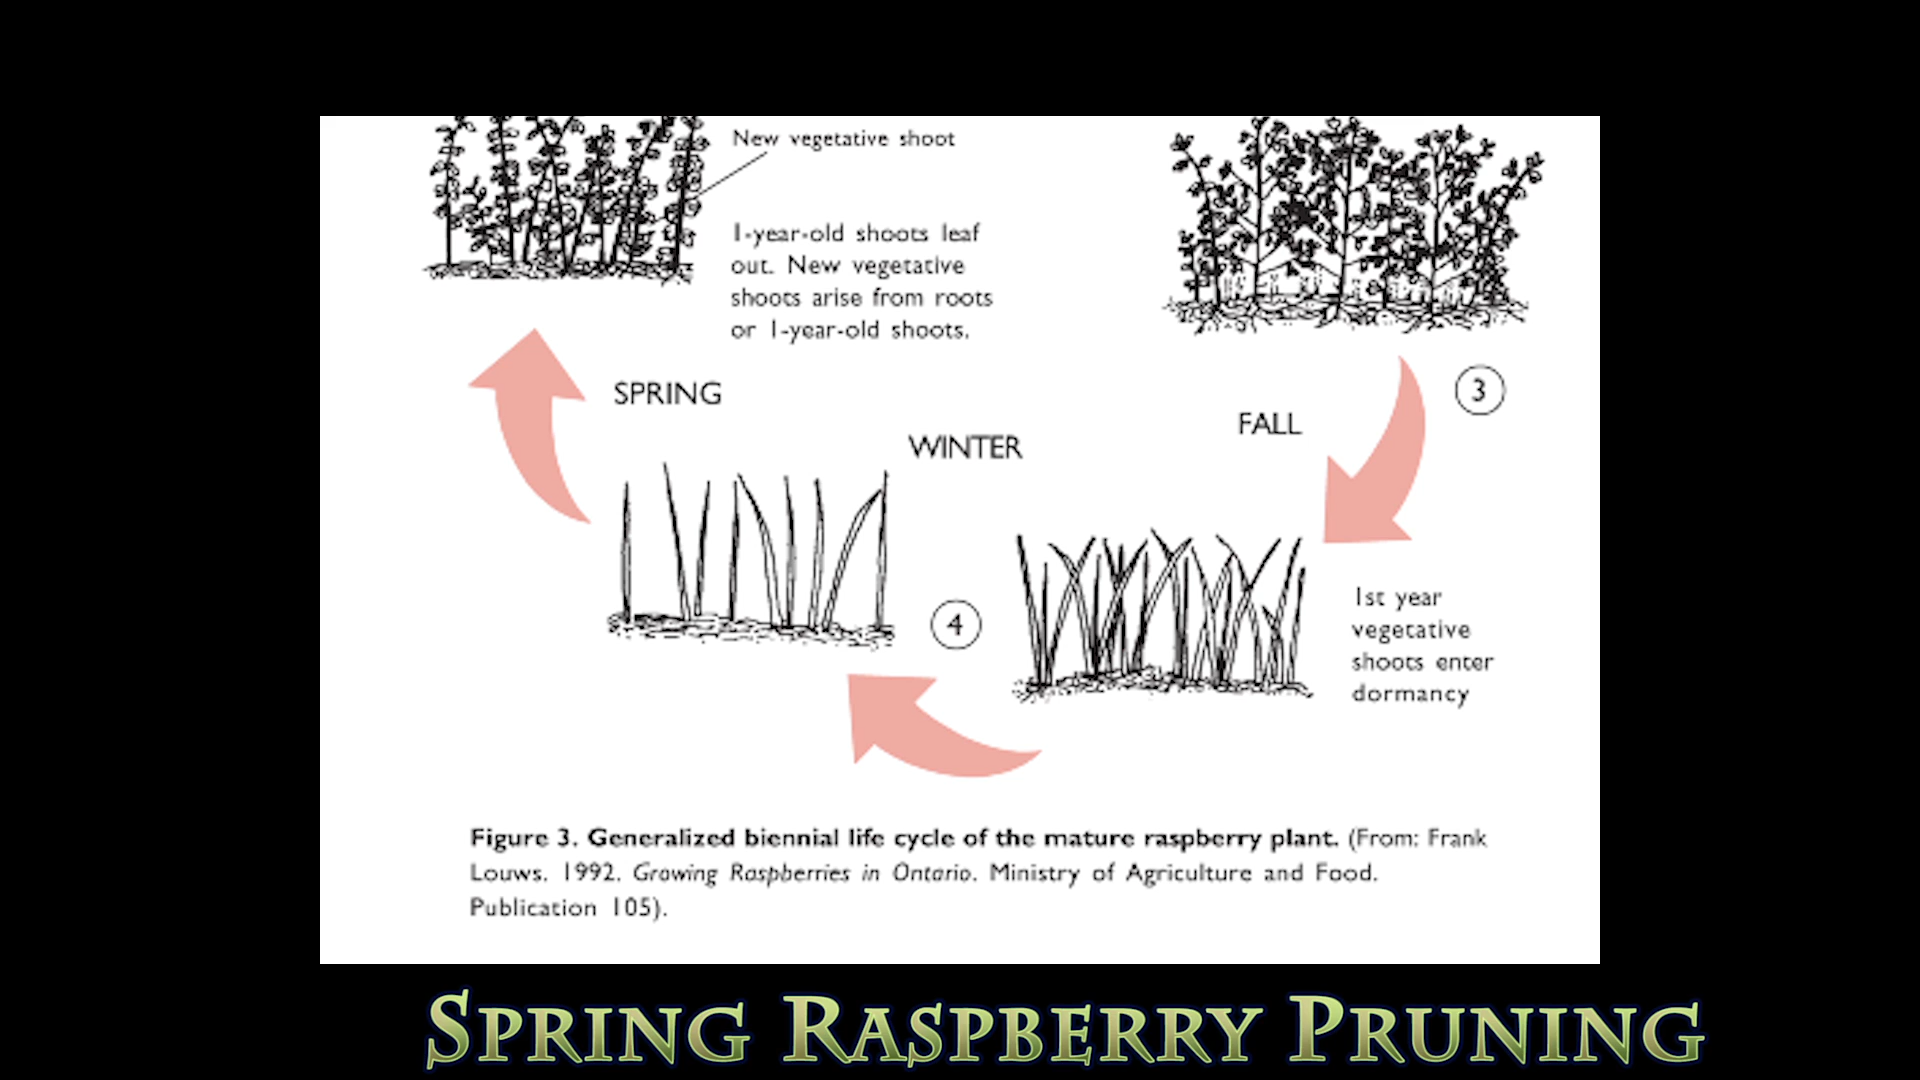 New vegetative shoot
1-year-old shoots leaf
out. New vegetative
shoots arise from roots
or 1-year-old shoots.
SPRING
WINTER
FALL
3
4
1st year
vegetative
shoots enter
dormancy
Figure 3. Generalized biennial life cycle of the mature raspberry plant. (From: Frank
Louws. 1992. Growing Raspberries in Ontario. Ministry of Agriculture and Food.
Publication 105).
SPRING RASPBERRY PRUNING